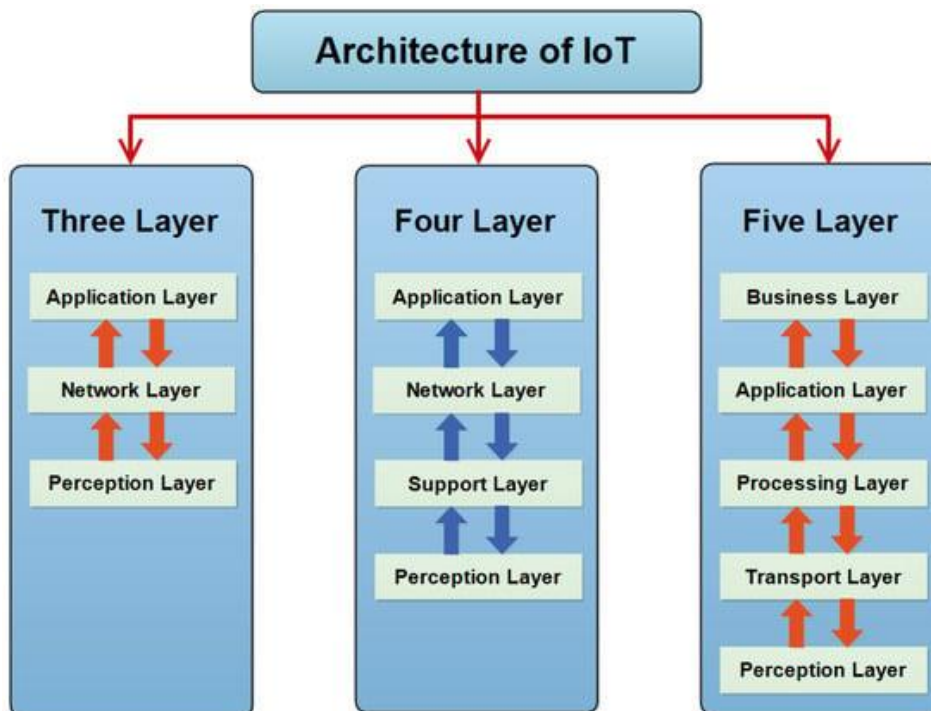 Architecture of IoT
Three Layer
Application Layer
Network Layer
Perception Layer
Four Layer
Application Layer
Network Layer
Support Layer
Perception Layer
Five Layer
Business Layer
Application Layer
Processing Layer
Transport Layer
Perception Layer